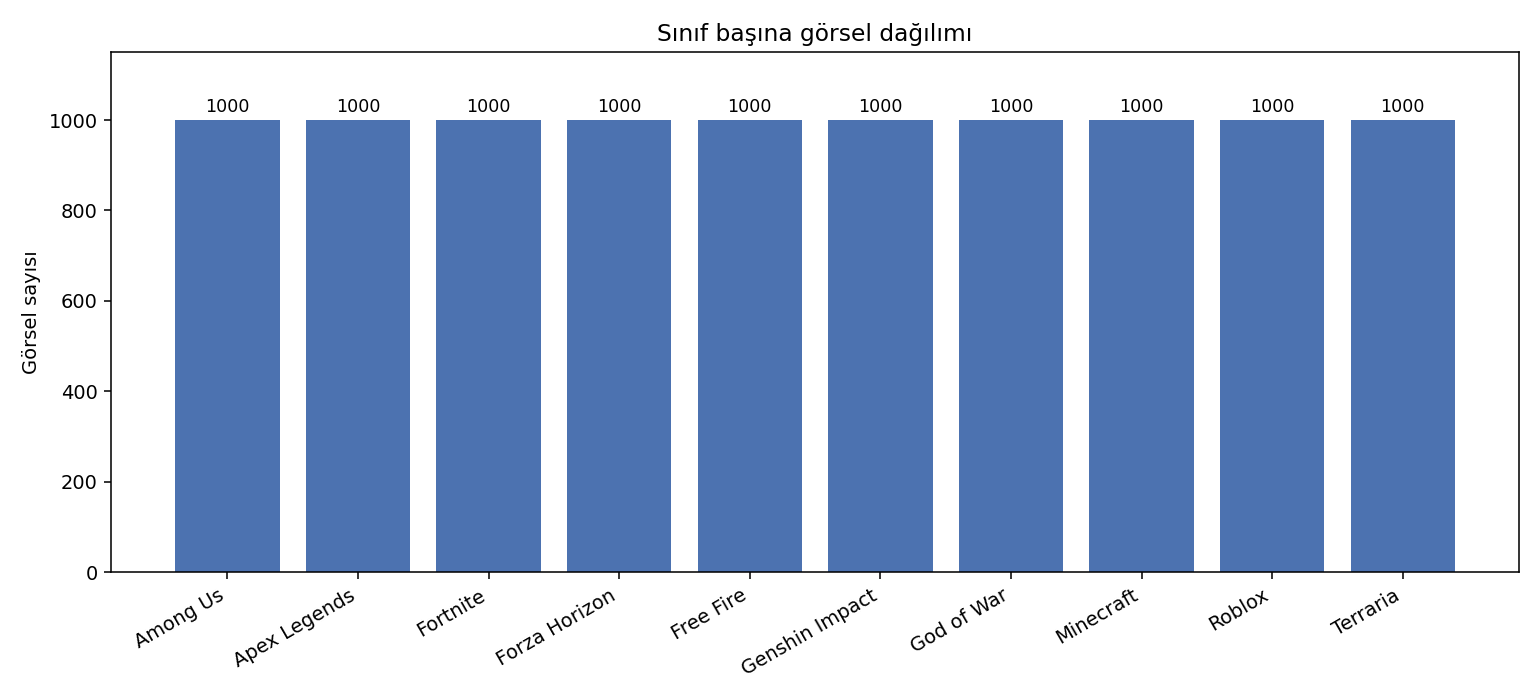 Sınıf başına görsel dağılımı
Görsel sayısı
1000
800
600
400
200
0
1000 1000 1000 1000 1000 1000 1000 1000 1000 1000
Among Us
Apex Legends
Fortnite
Forza Horizon
Free Fire
Genshin Impact
God of War
Minecraft
Roblox
Terraria